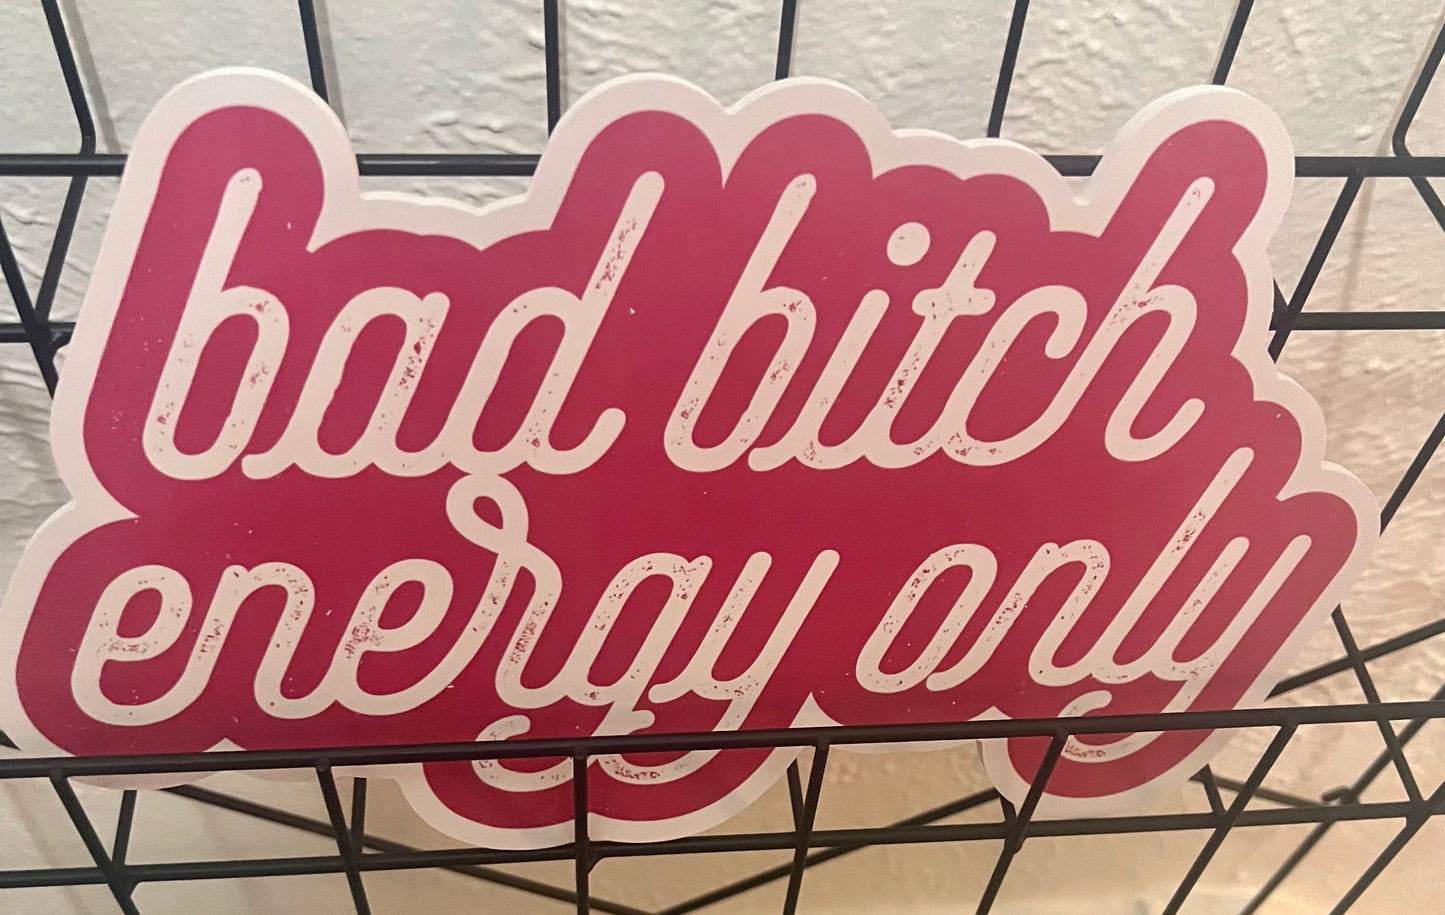 bad bitch
energy only